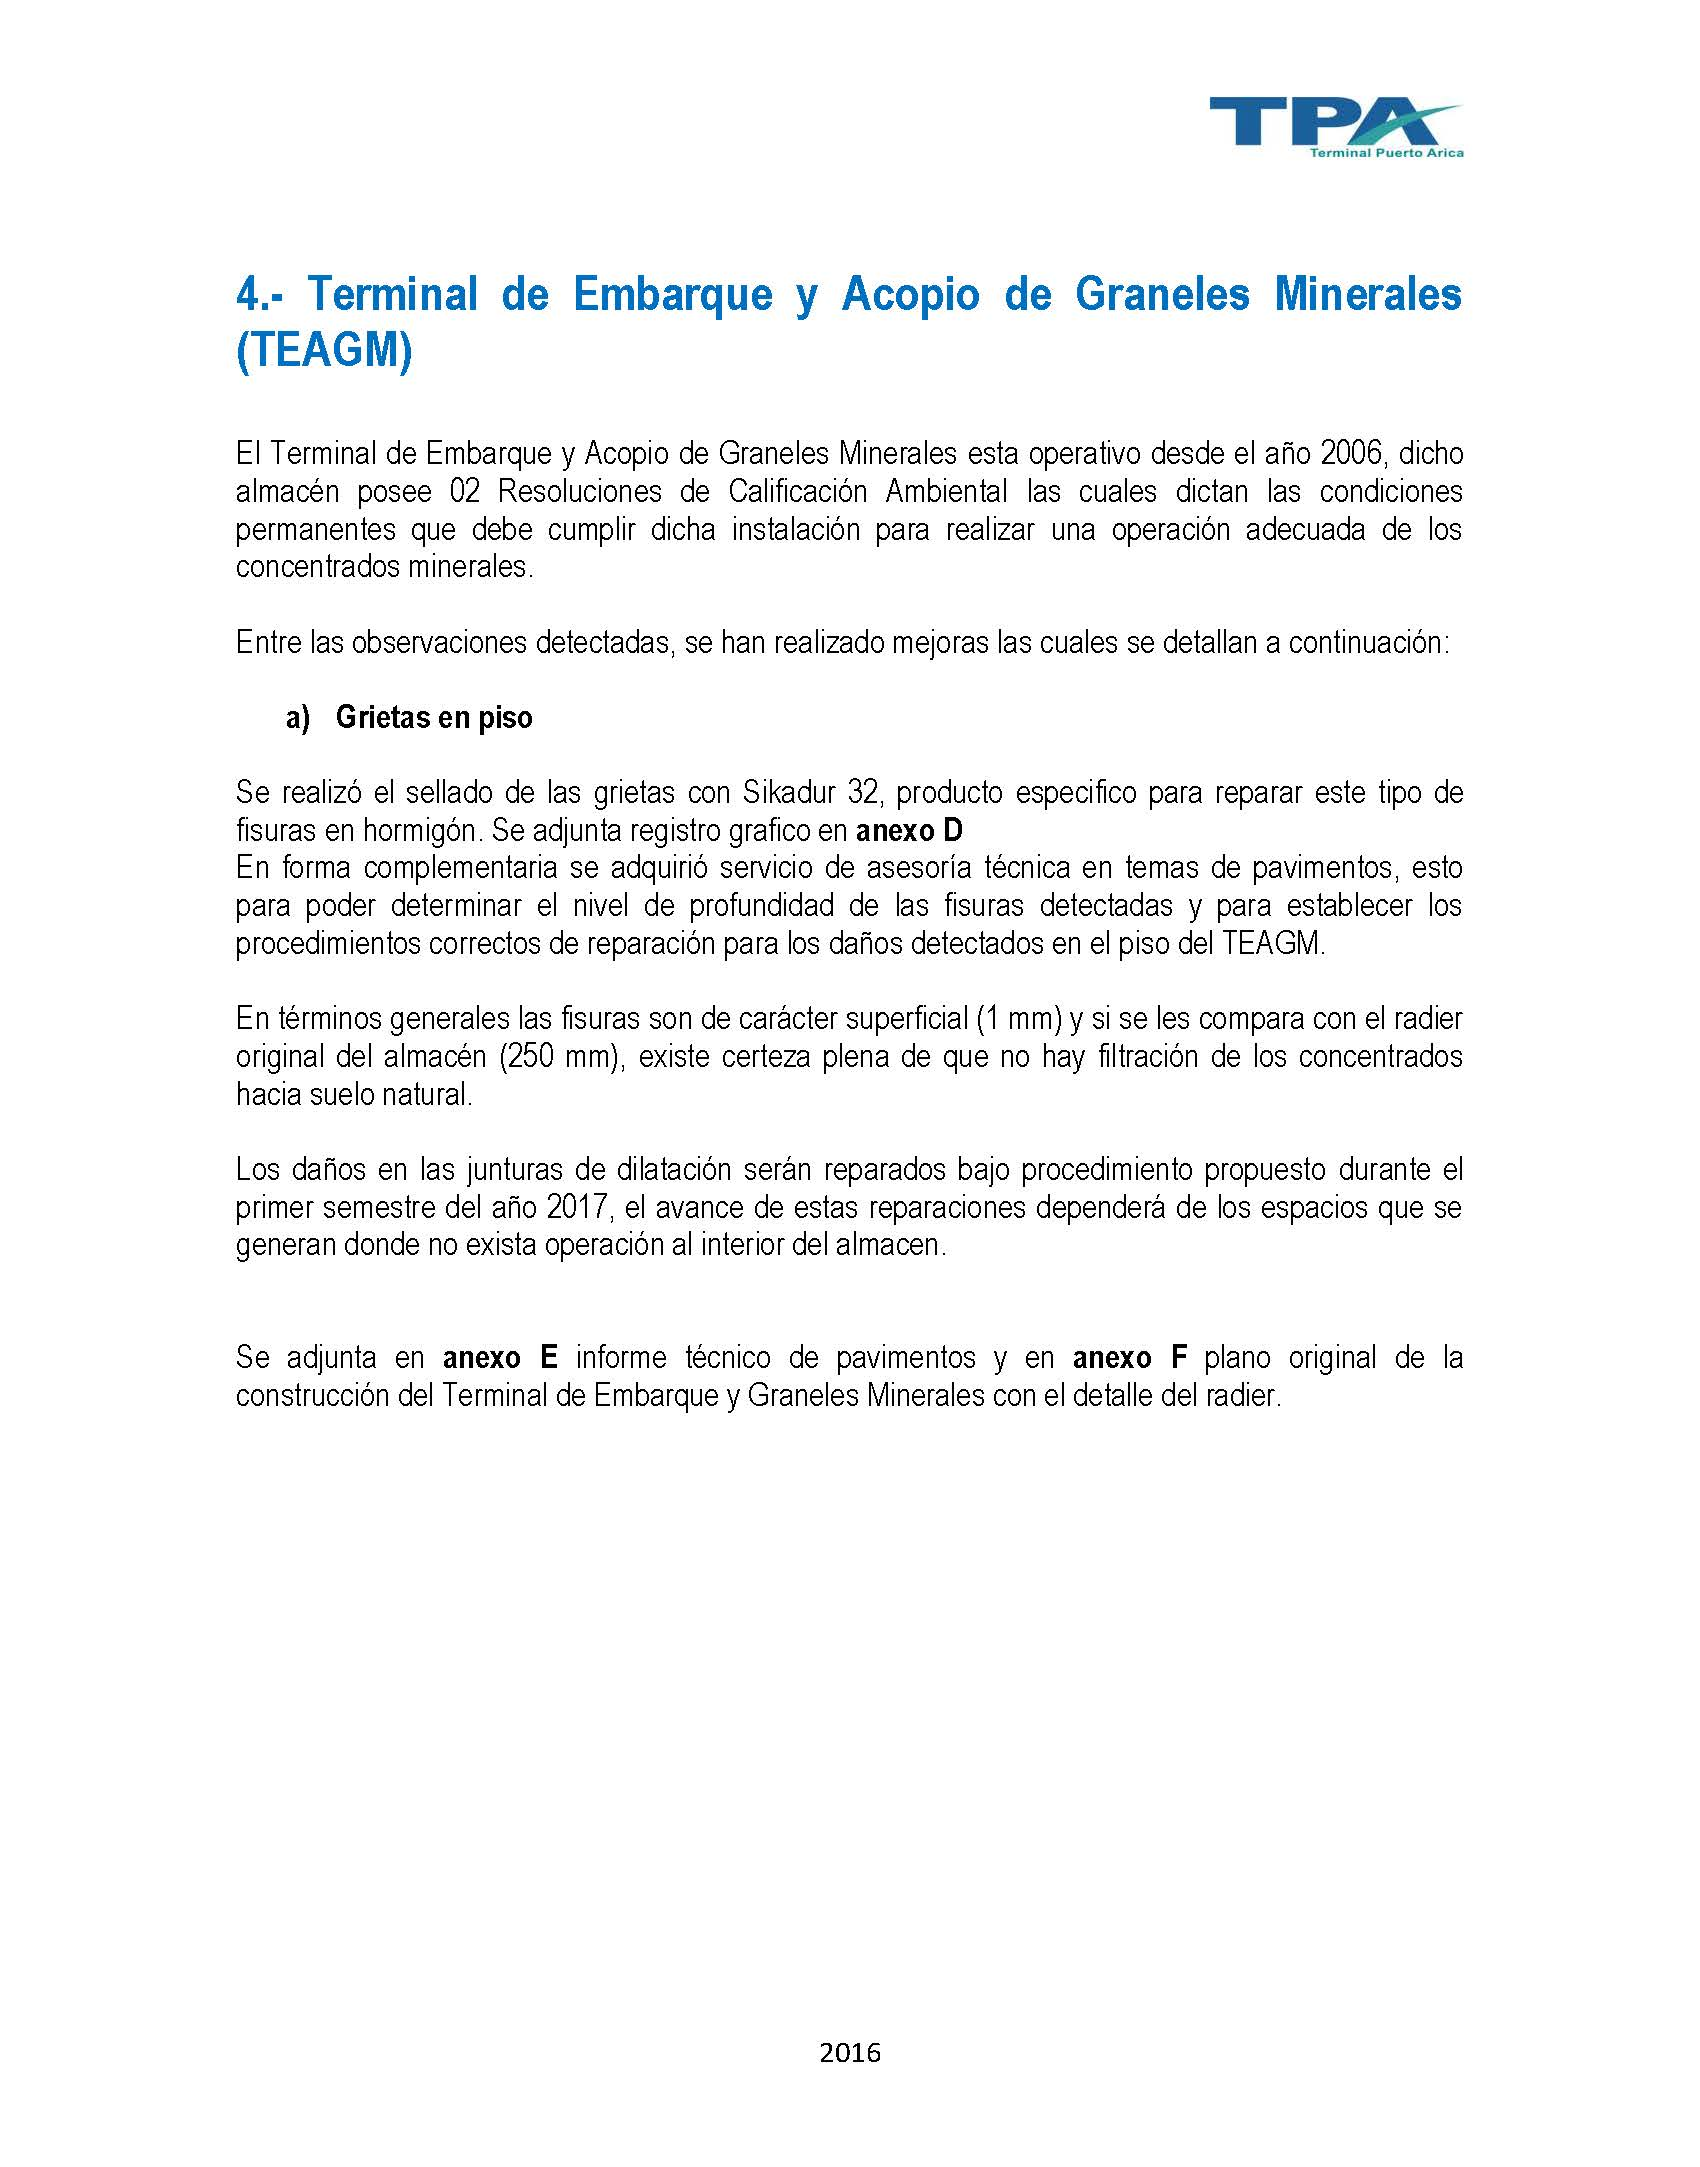 TPA
Terminal Puerto Arica
4.- Terminal de Embarque y Acopio de Graneles Minerales
(TEAGM)
El Terminal de Embarque y Acopio de Graneles Minerales esta operativo desde el año 2006, dicho
almacén posee 02 Resoluciones de Calificación Ambiental las cuales dictan las condiciones
permanentes que debe cumplir dicha instalación para realizar una operación adecuada de los
concentrados minerales.
Entre las observaciones detectadas, se han realizado mejoras las cuales se detallan a continuación:
a) Grietas en piso
Se realizó el sellado de las grietas con Sikadur 32, producto especifico para reparar este tipo de
fisuras en hormigón. Se adjunta registro grafico en anexo D
En forma complementaria se adquirió servicio de asesoría técnica en temas de pavimentos, esto
para poder determinar el nivel de profundidad de las fisuras detectadas y para establecer los
procedimientos correctos de reparación para los daños detectados en el piso del TEAGM.
En términos generales las fisuras son de carácter superficial (1 mm) y si se les compara con el radier
original del almacén (250 mm), existe certeza plena de que no hay filtración de los concentrados
hacia suelo natural.
Los daños en las junturas de dilatación serán reparados bajo procedimiento propuesto durante el
primer semestre del año 2017, el avance de estas reparaciones dependerá de los espacios que se
generan donde no exista operación al interior del almacen.
Se adjunta en anexo E informe técnico de pavimentos y en anexo F plano original de la
construcción del Terminal de Embarque y Graneles Minerales con el detalle del radier.
2016